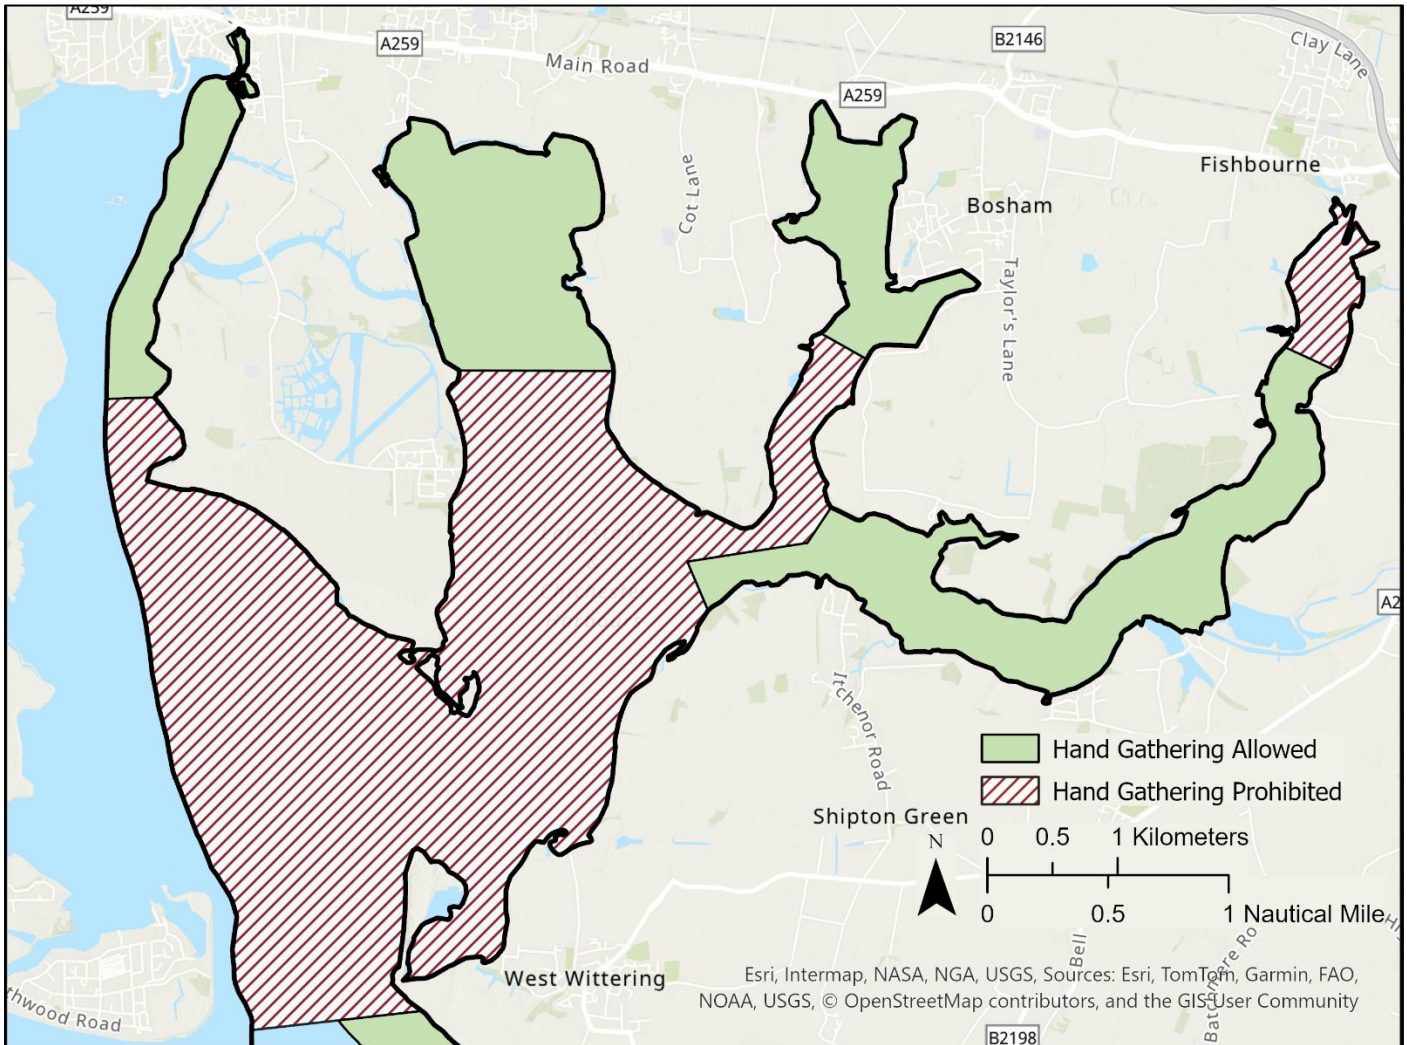 A259
A259
B2146
Clay Lane
Main Road
A259
Fishbourne
Cot Lane
Bosham
Taylor's Lane
Itchenor Road
Hand Gathering Allowed
Hand Gathering Prohibited
Shipton Green
0 0.5 1 Kilometers
N
0 0.5 1 Nautical Mile
Bell
West Wittering
Esri, Intermap, NASA, NGA, USGS, Sources: Esri, TomTom, Garmin, FAO,
NOAA, USGS, © OpenStreetMap contributors, and the GIS User Community
thwood Road
B2198